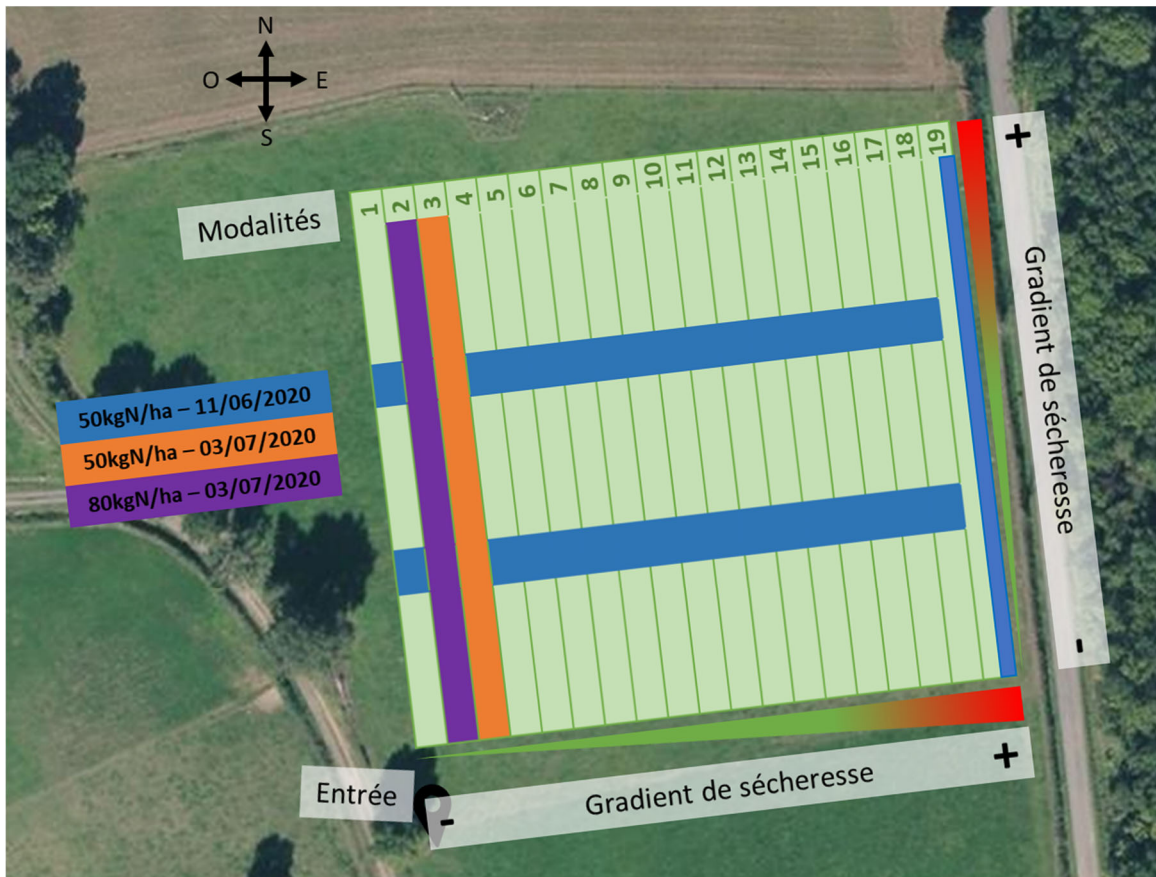 N
O E
S
Modalités
1 2 3 4 5 6 7 8 9 10 11 12 13 14 15 16 17 18 19
+
Gradient de sécheresse
-
50kgN/ha – 11/06/2020
50kgN/ha – 03/07/2020
80kgN/ha – 03/07/2020
Entrée
- Gradient de sécheresse +